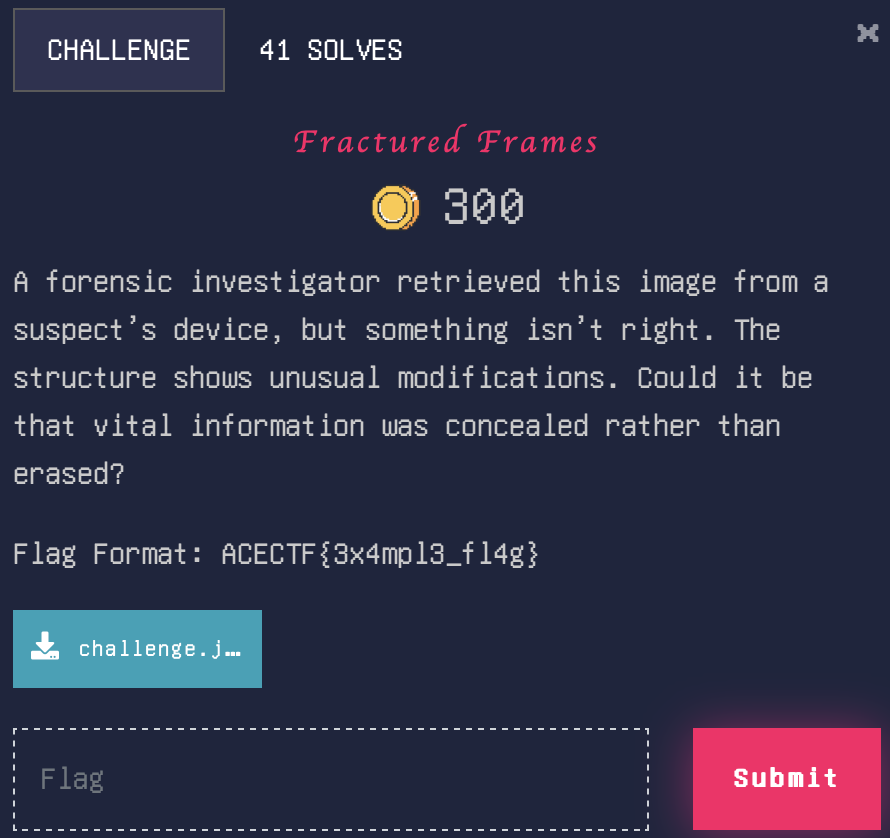 CHALLENGE
41 SOLVES
Fractured Frames
300
A forensic investigator retrieved this image from a
suspect’s device, but something isn’t right. The
structure shows unusual modifications. Could it be
that vital information was concealed rather than
erased?
Flag Format: ACECTF{3x4mpl3_fl4g}
challenge.j…
Flag
Submit